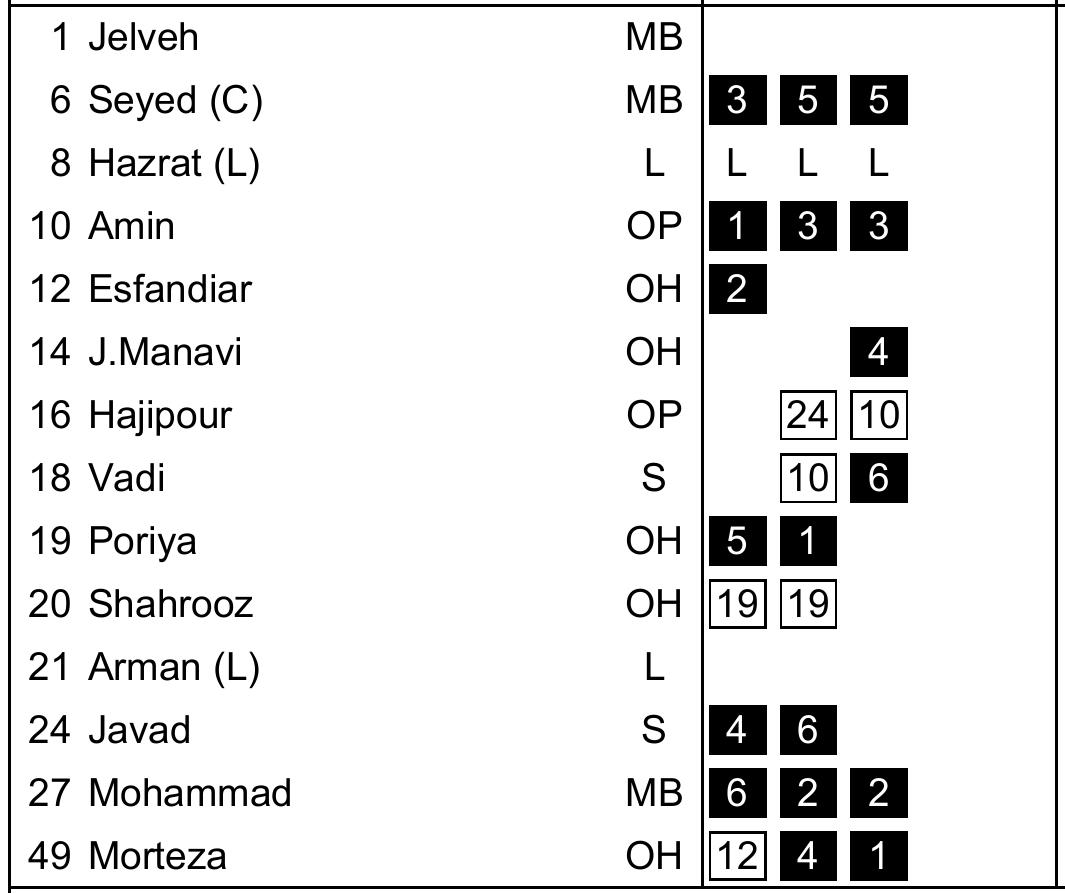 1 Jelveh MB
6 Seyed (C) MB 3 5 5
8 Hazrat (L) L L L L
10 Amin OP 1 3 3
12 Esfandiar OH 2
14 J.Manavi OH 4
16 Hajipour OP 24 10
18 Vadi S 10 6
19 Poriya OH 5 1
20 Shahrooz OH 19 19
21 Arman (L) L
24 Javad S 4 6
27 Mohammad MB 6 2 2
49 Morteza OH 12 4 1